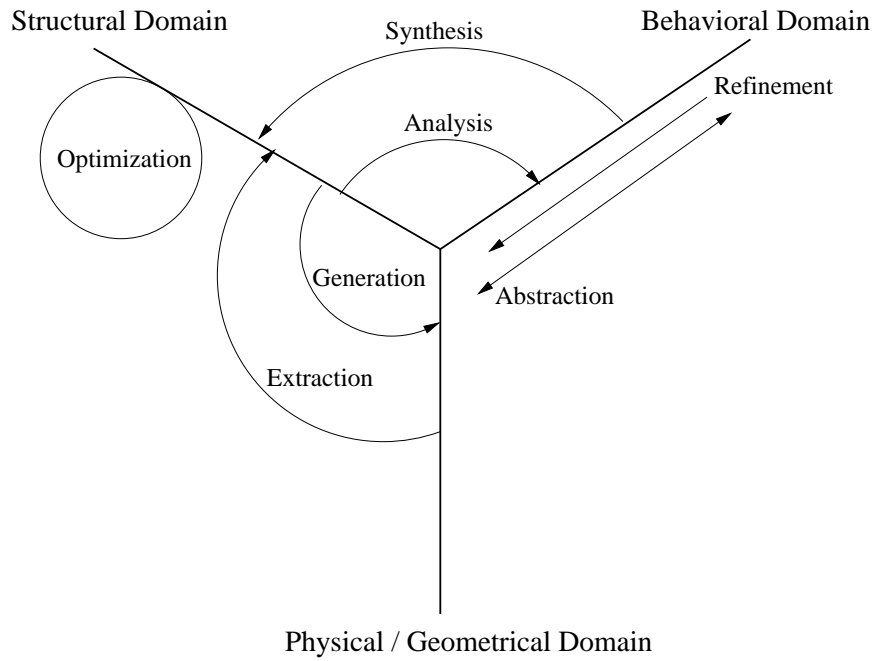 Structural Domain
Behavioral Domain
Synthesis
Refinement
Analysis
Optimization
Generation
Abstraction
Extraction
Physical / Geometrical Domain